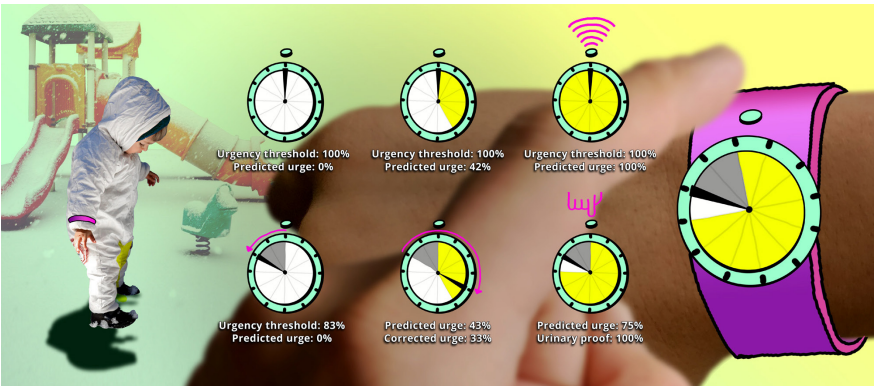 Urgency threshold: 100%
Predicted urge: 0%
Urgency threshold: 100%
Predicted urge: 42%
Urgency threshold: 100%
Predicted urge: 100%
Urgency threshold: 83%
Predicted urge: 0%
Predicted urge: 43%
Corrected urge: 33%
Predicted urge: 75%
Urinary proof: 100%